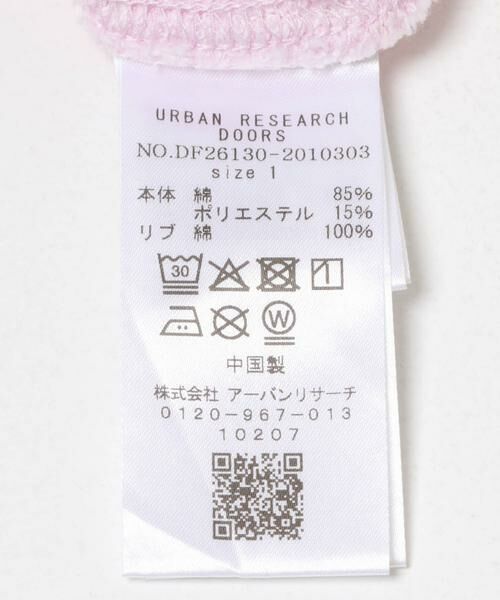 URBAN RESEARCH
DOORS
NO.DF26130-2010303
size 1
本体 綿 85%
ポリエステル 15%
リブ 綿 100%
30
W
中国製
株式会社 アーバンリサーチ
0120-967-013
10207